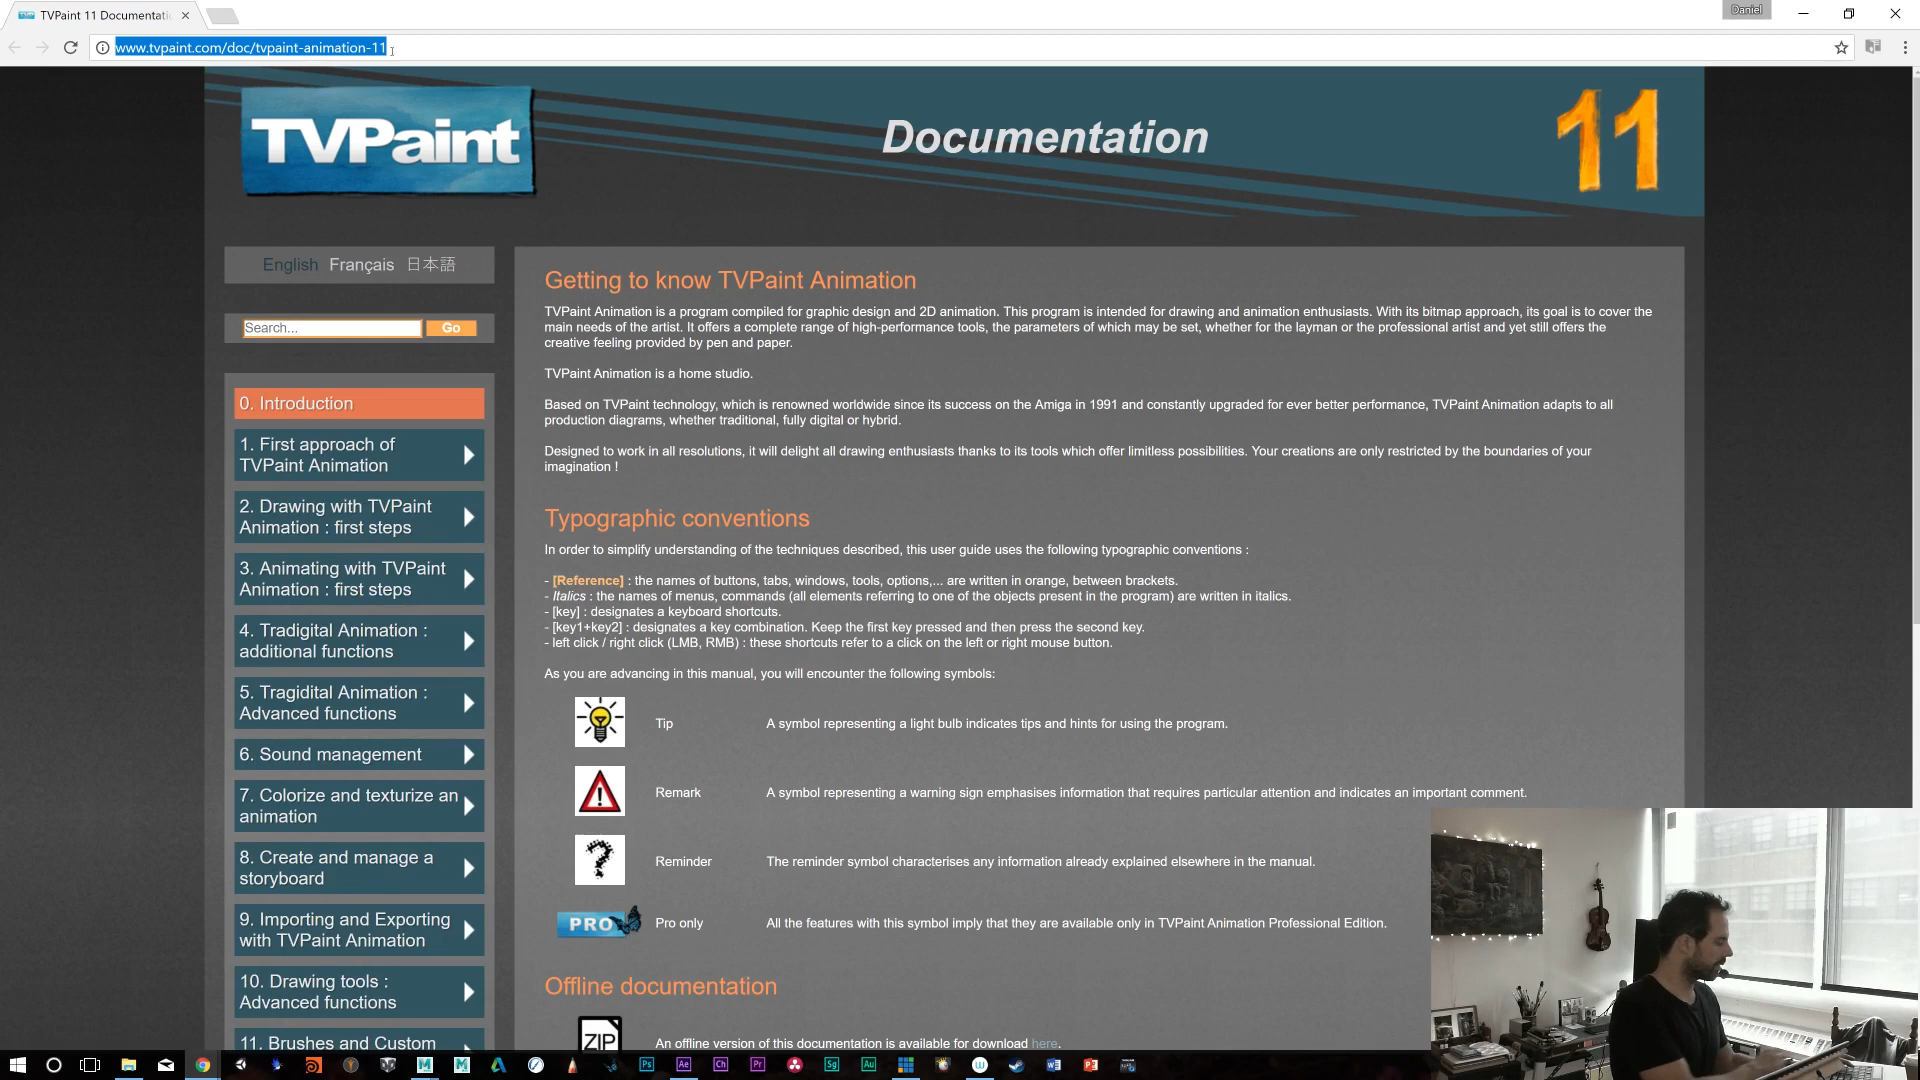 TVPaint 11 Documentati
Daniel
www.tvpaint.com/doc/tvpaint-animation-11
TVPaint
Documentation
11
English Français 日本語
Search...
Go
0. Introduction
1. First approach of
TVPaint Animation
2. Drawing with TVPaint
Animation : first steps
3. Animating with TVPaint
Animation : first steps
4. Tradigital Animation :
additional functions
5. Tragidital Animation :
Advanced functions
6. Sound management
7. Colorize and texturize an
animation
8. Create and manage a
storyboard
9. Importing and Exporting
with TVPaint Animation
10. Drawing tools :
Advanced functions
11. Brushes and Custom
Getting to know TVPaint Animation
TVPaint Animation is a program compiled for graphic design and 2D animation. This program is intended for drawing and animation enthusiasts. With its bitmap approach, its goal is to cover the
main needs of the artist. It offers a complete range of high-performance tools, the parameters of which may be set, whether for the layman or the professional artist and yet still offers the
creative feeling provided by pen and paper.
TVPaint Animation is a home studio.
Based on TVPaint technology, which is renowned worldwide since its success on the Amiga in 1991 and constantly upgraded for ever better performance, TVPaint Animation adapts to all
production diagrams, whether traditional, fully digital or hybrid.
Designed to work in all resolutions, it will delight all drawing enthusiasts thanks to its tools which offer limitless possibilities. Your creations are only restricted by the boundaries of your
imagination !
Typographic conventions
In order to simplify understanding of the techniques described, this user guide uses the following typographic conventions :
- [Reference] : the names of buttons, tabs, windows, tools, options,... are written in orange, between brackets.
- Italics : the names of menus, commands (all elements referring to one of the objects present in the program) are written in italics.
- [key] : designates a keyboard shortcuts.
- [key1+key2] : designates a key combination. Keep the first key pressed and then press the second key.
- left click / right click (LMB, RMB) : these shortcuts refer to a click on the left or right mouse button.
As you are advancing in this manual, you will encounter the following symbols:
Tip A symbol representing a light bulb indicates tips and hints for using the program.
Remark A symbol representing a warning sign emphasises information that requires particular attention and indicates an important comment.
Reminder The reminder symbol characterises any information already explained elsewhere in the manual.
PRO Pro only All the features with this symbol imply that they are available only in TVPaint Animation Professional Edition.
Offline documentation
ZIP An offline version of this documentation is available for download here.
Ps Ae Ch Pr Sg Au